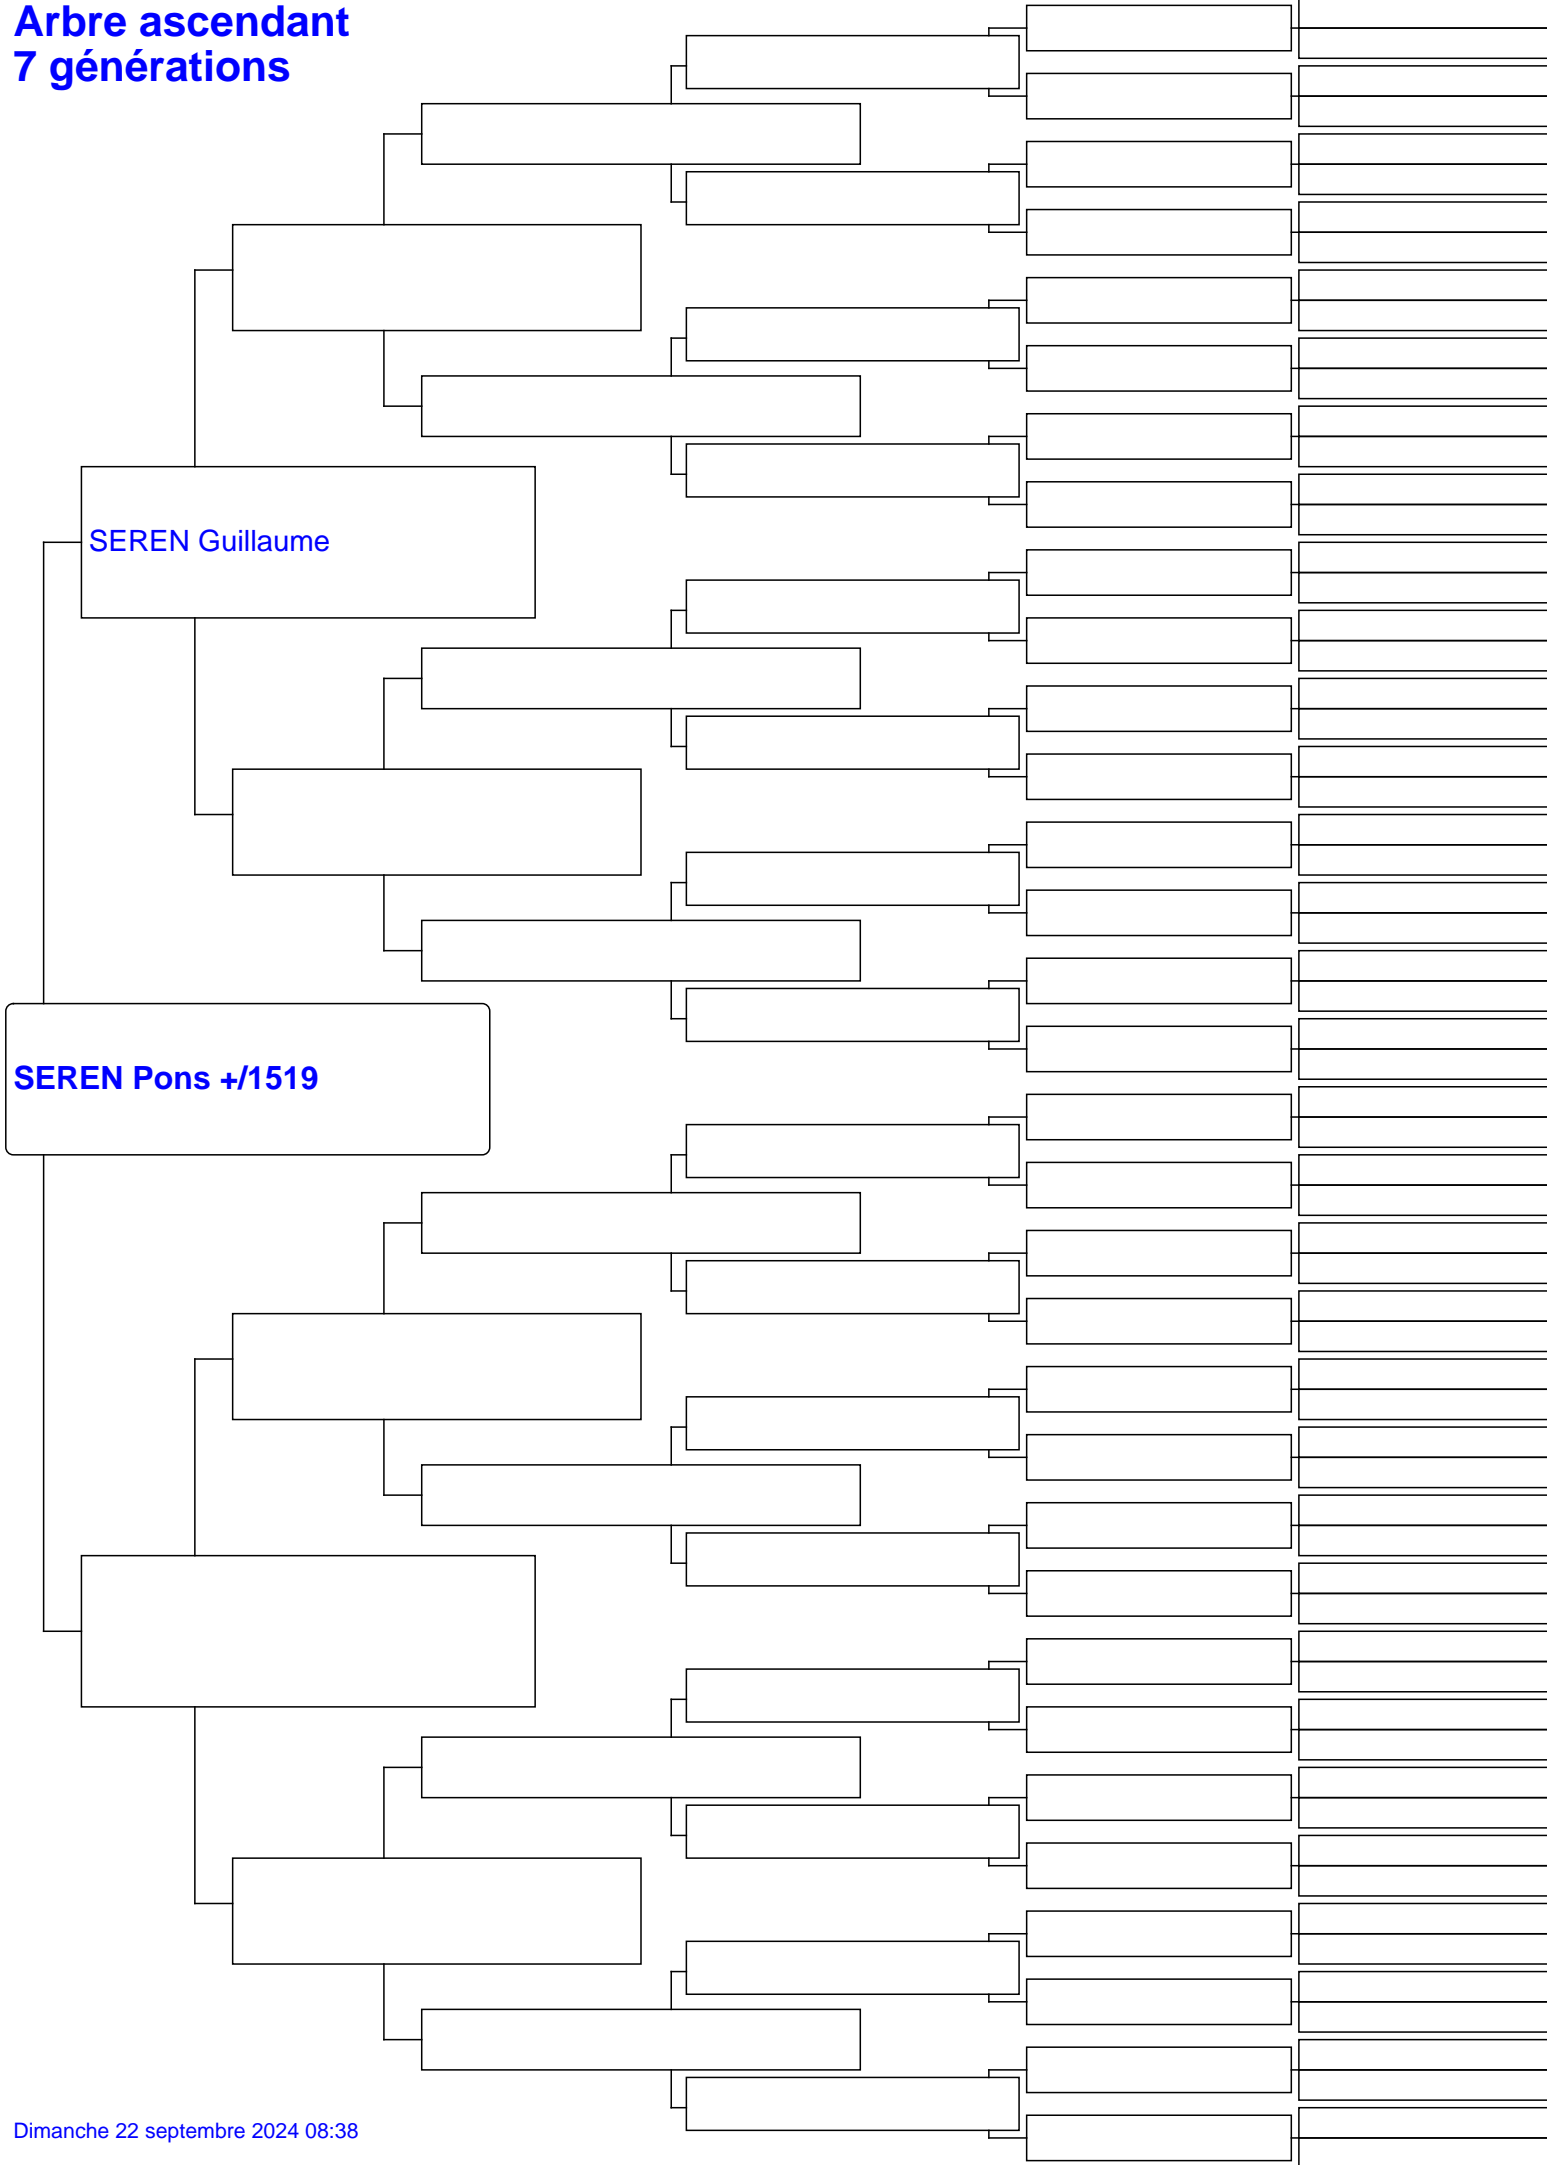 Arbre ascendant
7 générations
SEREN Guillaume
SEREN Pons +/1519
Dimanche 22 septembre 2024 08:38